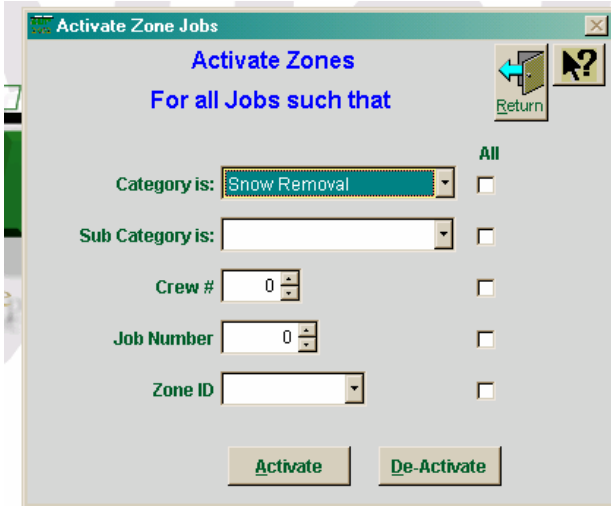 Activate Zone Jobs
Activate Zones
For all Jobs such that
Return
All
Category is: Snow Removal
Sub Category is:
Crew # 0
Job Number 0
Zone ID
Activate De-Activate